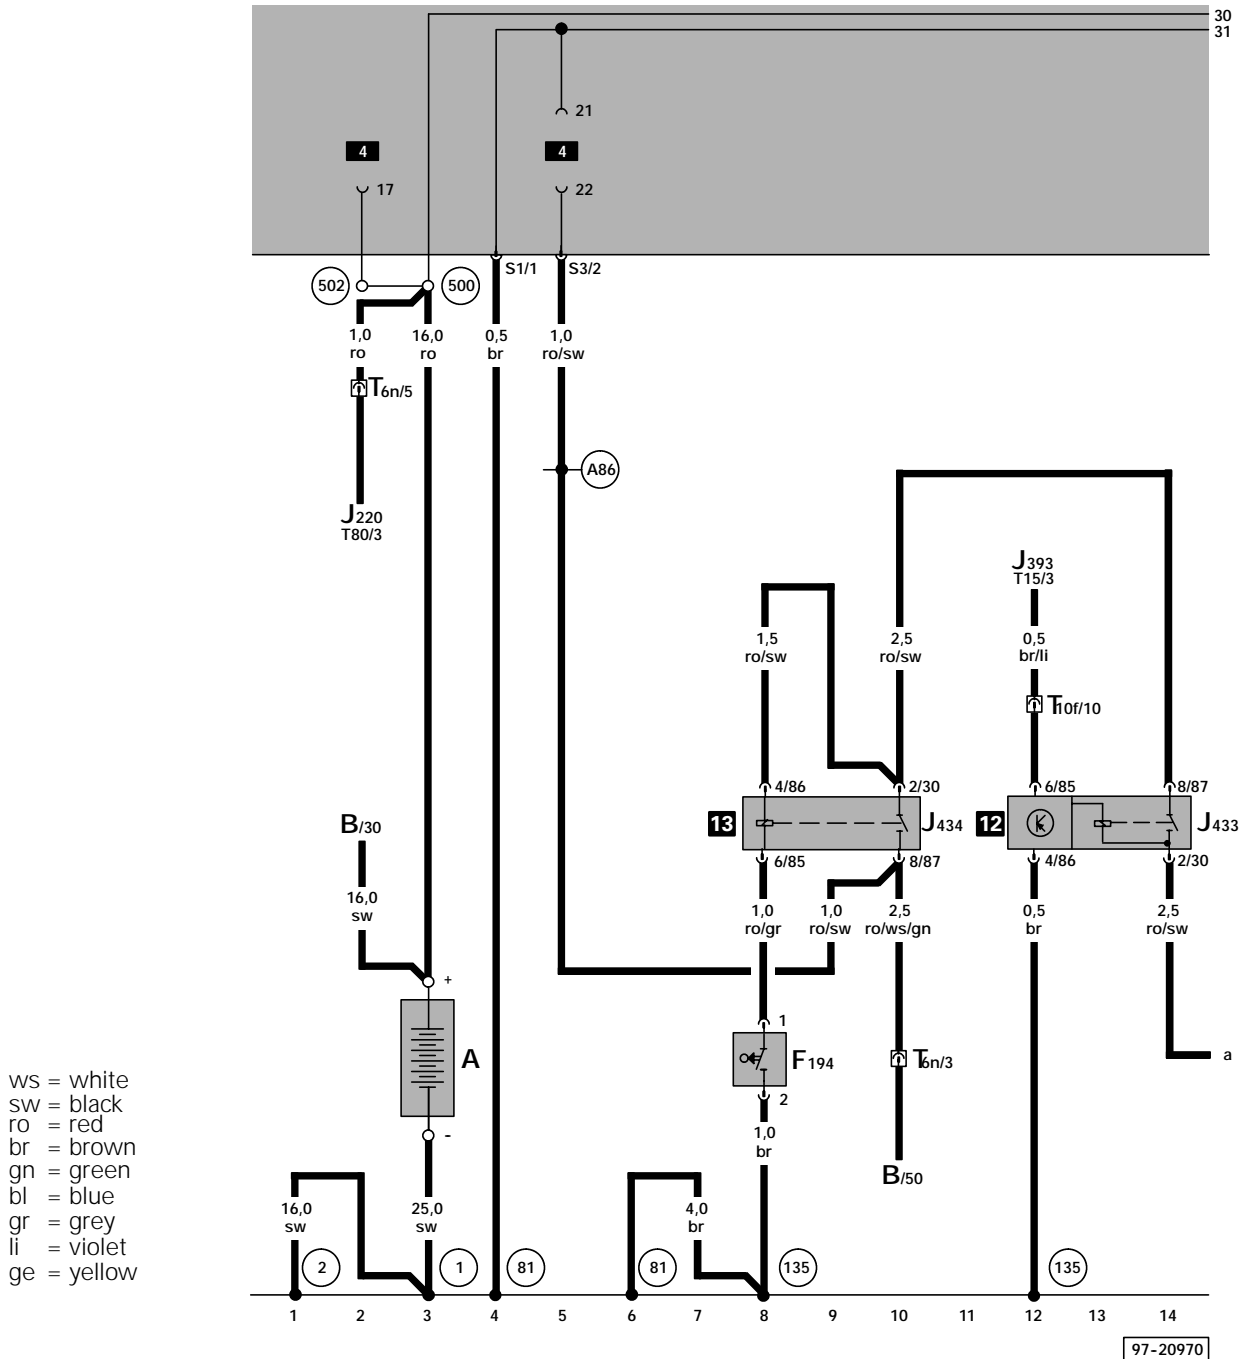 30
31
21
4
4
17
22
S1/1
S3/2
502
500
1,0
ro
16,0
ro
0,5
br
1,0
ro/sw
T6n/5
A86
J220
T80/3
J393
T15/3
1,5
ro/sw
2,5
ro/sw
0,5
br/li
T10f/10
4/86
2/30
6/85
8/87
B/30
13
J434
12
J433
6/85
8/87
4/86
2/30
16,0
sw
1,0
ro/gr
1,0
ro/sw
2,5
ro/ws/gn
0,5
br
2,5
ro/sw
+
1
A
F194
T6n/3
a
2
-
1,0
br
B/50
ws = white
sw = black
ro = red
br = brown
gn = green
bl = blue
gr = grey
li = violet
ge = yellow
16,0
sw
25,0
sw
4,0
br
2
1
81
81
135
135
1 2 3 4 5 6 7 8 9 10 11 12 13 14
97-20970